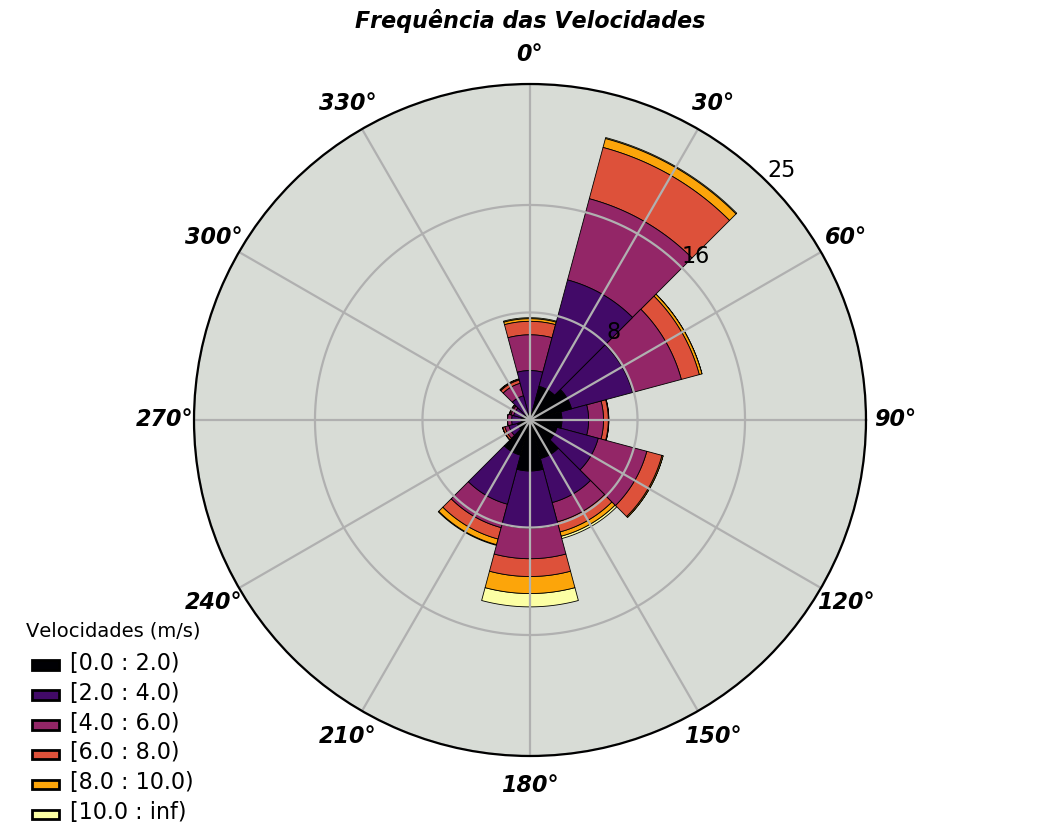 Frequência das Velocidades
0°
330°
30°
25
300°
60°
16
8
270°
90°
240°
120°
210°
150°
180°
Velocidades (m/s)
[0.0 : 2.0)
[2.0 : 4.0)
[4.0 : 6.0)
[6.0 : 8.0)
[8.0 : 10.0)
[10.0 : inf)